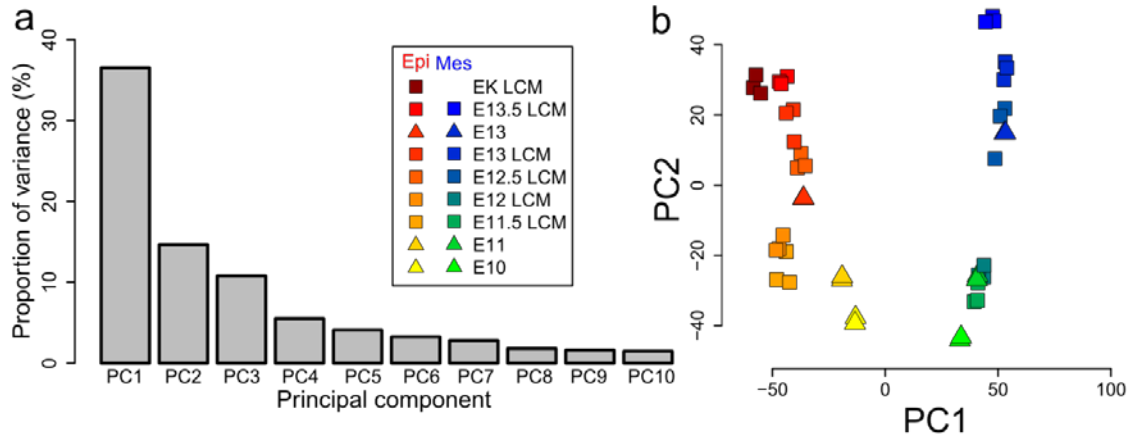 a
Proportion of variance (%)
40
30
20
10
0
PC1 PC2 PC3 PC4 PC5 PC6 PC7 PC8 PC9 PC10
Principal component
Epi Mes
EK LCM
E13.5 LCM
E13
E13 LCM
E12.5 LCM
E12 LCM
E11.5 LCM
E11
E10
b
PC2
40
20
0
−20
−40
−50 0 50 100
PC1